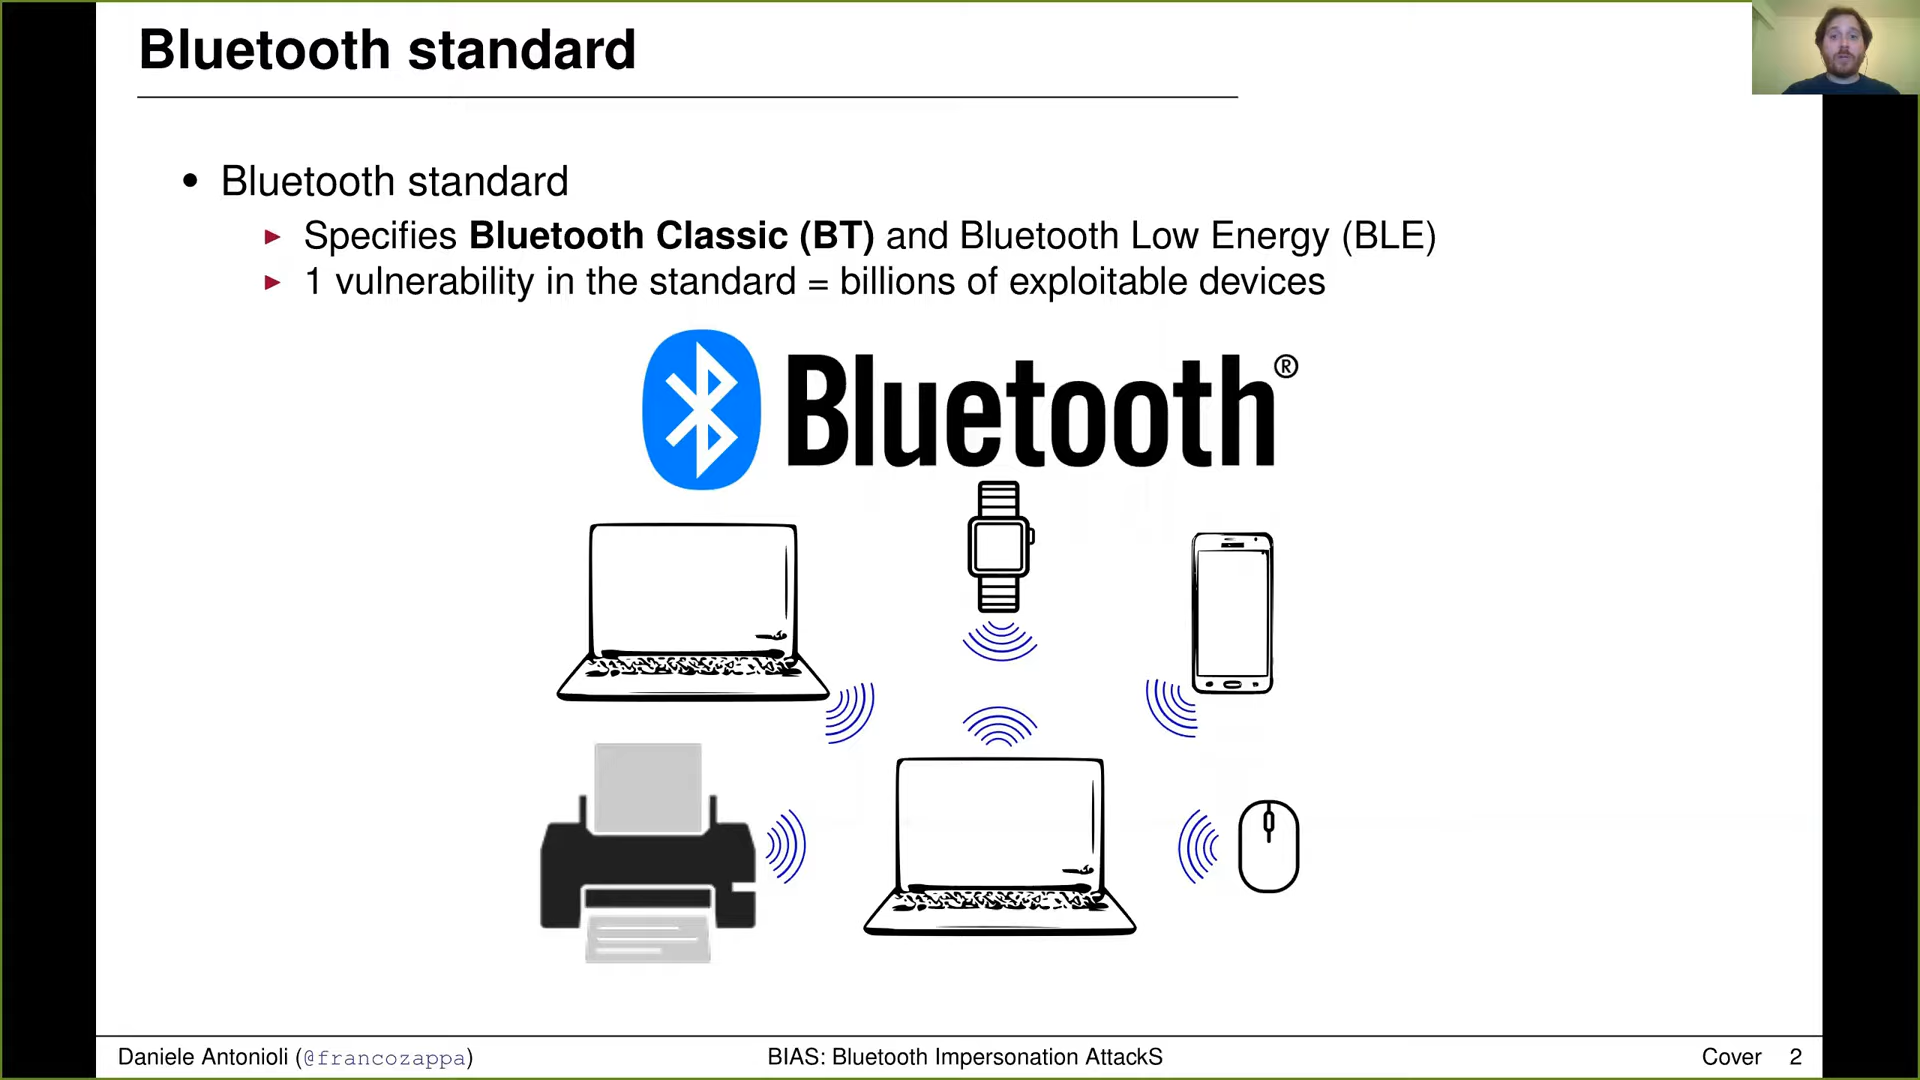 Bluetooth standard
• Bluetooth standard
▶ Specifies Bluetooth Classic (BT) and Bluetooth Low Energy (BLE)
▶ 1 vulnerability in the standard = billions of exploitable devices
Bluetooth®
Daniele Antonioli (@francozappa) BIAS: Bluetooth Impersonation AttackS Cover 2